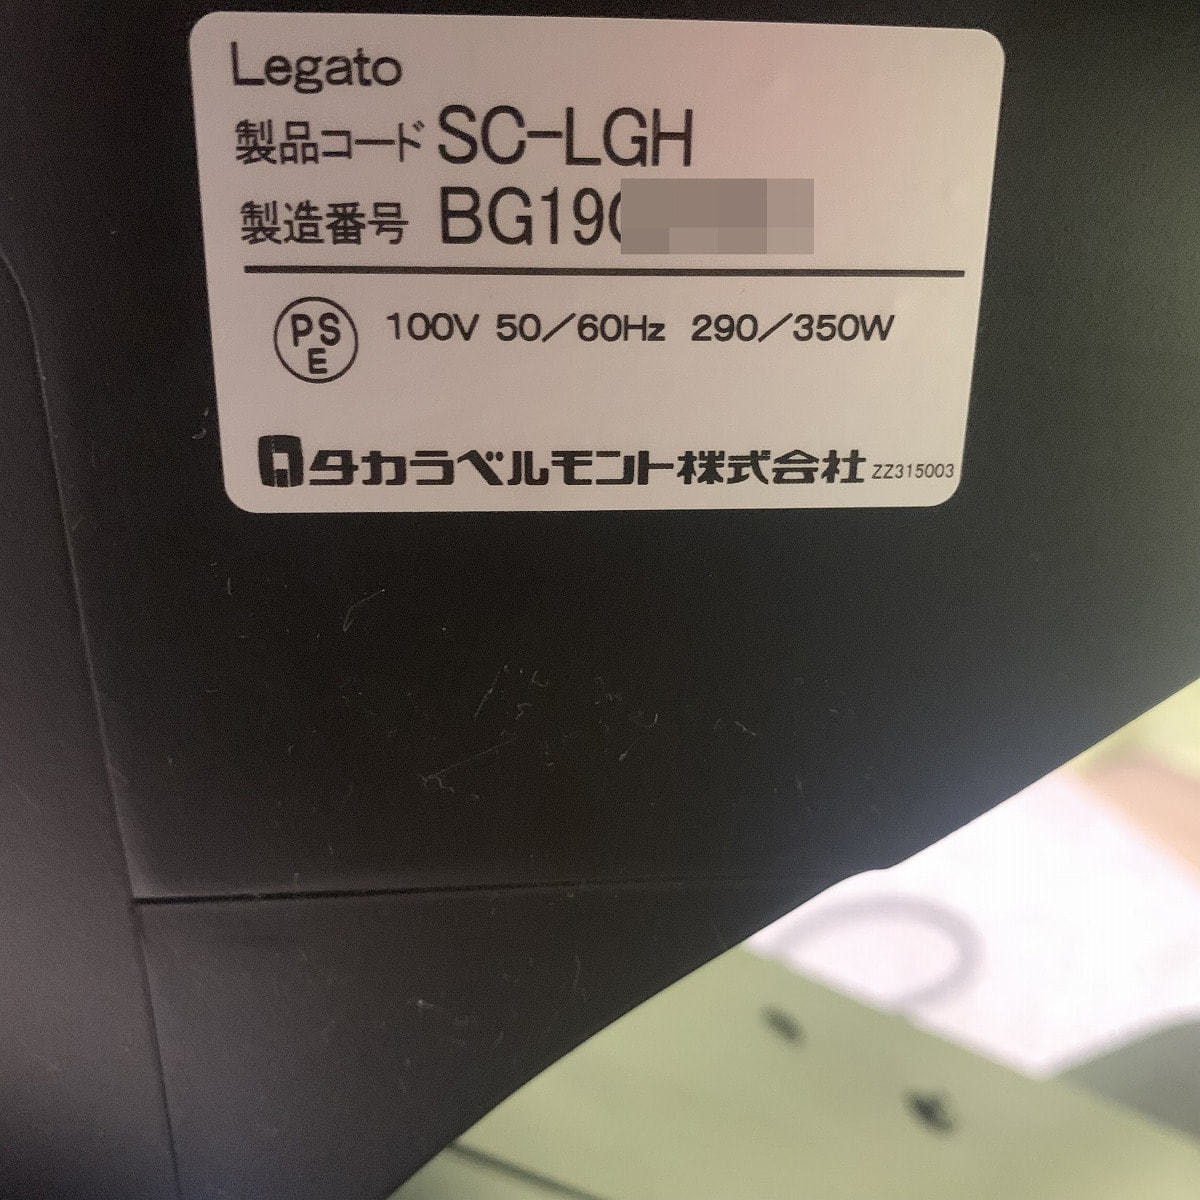 Legato
製品コード SC-LGH
製造番号 BG19
PSE 100V 50/60Hz 290/350W
タカラベルモント株式会社 ZZ315003